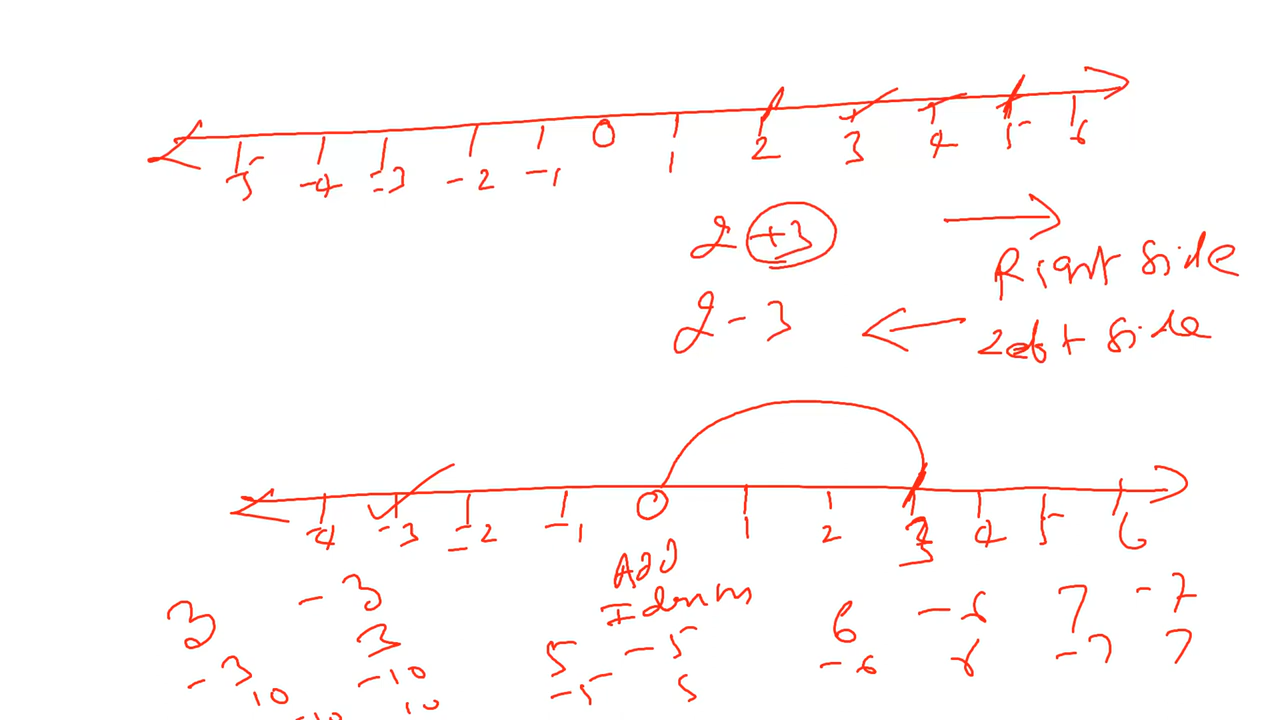 -5 -4 -3 -2 -1 0 1 2 3 4 5 6
2 +3
Right side
2 - 3
Left side
-4 -3 -2 -1 0 1 2 3 4 5 6
Add
3 -3 6 -6 7 -7
-3 3 5 -5 -6 6 -7 7
10 -10 -5 5
-10 10